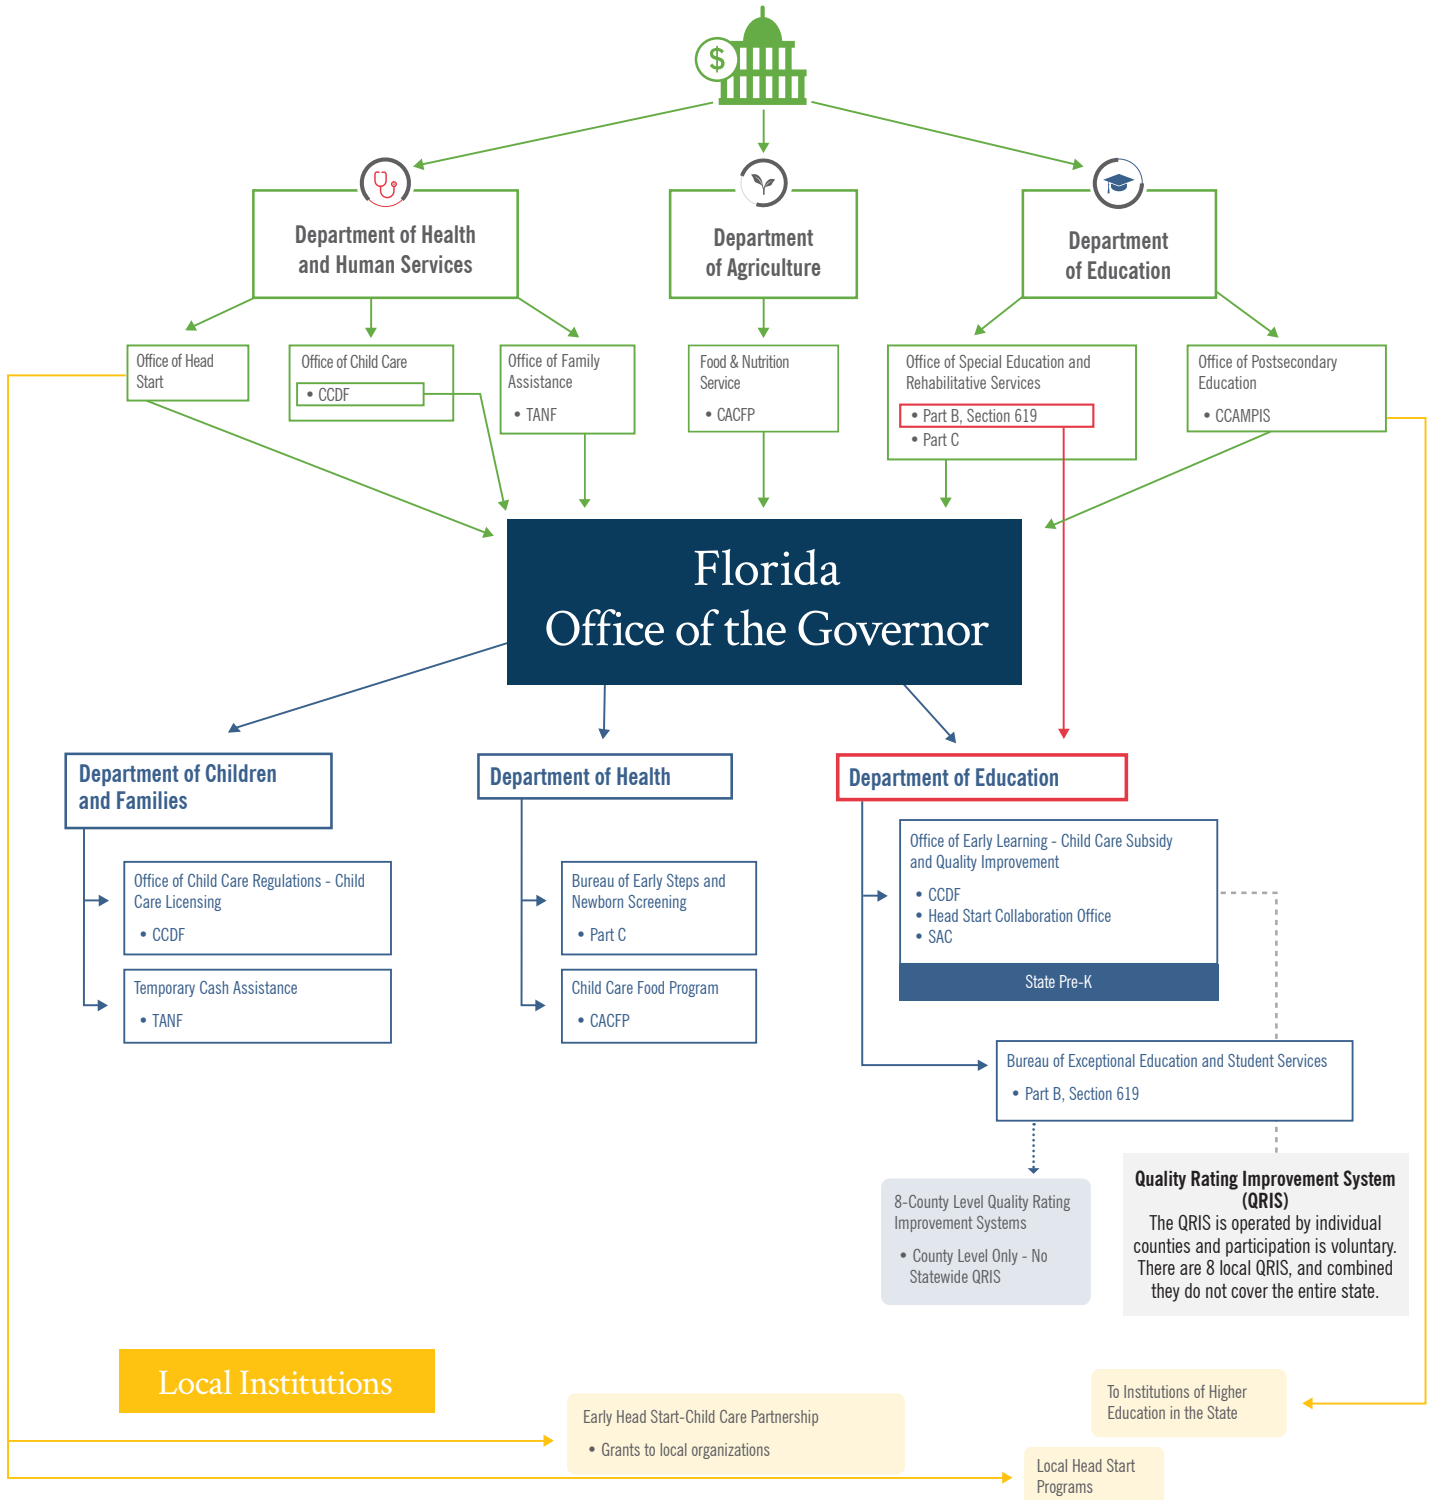 $
Department of Health
and Human Services
Department
of Agriculture
Department
of Education
Office of Head
Start
Office of Child Care
• CCDF
Office of Family
Assistance
• TANF
Food & Nutrition
Service
• CACFP
Office of Special Education and
Rehabilitative Services
• Part B, Section 619
• Part C
Office of Postsecondary
Education
• CCAMPIS
Florida
Office of the Governor
Department of Children
and Families
Office of Child Care Regulations - Child
Care Licensing
• CCDF
Temporary Cash Assistance
• TANF
Department of Health
Bureau of Early Steps and
Newborn Screening
• Part C
Child Care Food Program
• CACFP
Department of Education
Office of Early Learning - Child Care Subsidy
and Quality Improvement
• CCDF
• Head Start Collaboration Office
• SAC
State Pre-K
Bureau of Exceptional Education and Student Services
• Part B, Section 619
8-County Level Quality Rating
Improvement Systems
• County Level Only - No
Statewide QRIS
Quality Rating Improvement System
(QRIS)
The QRIS is operated by individual
counties and participation is voluntary.
There are 8 local QRIS, and combined
they do not cover the entire state.
Local Institutions
Early Head Start-Child Care Partnership
• Grants to local organizations
To Institutions of Higher
Education in the State
Local Head Start
Programs